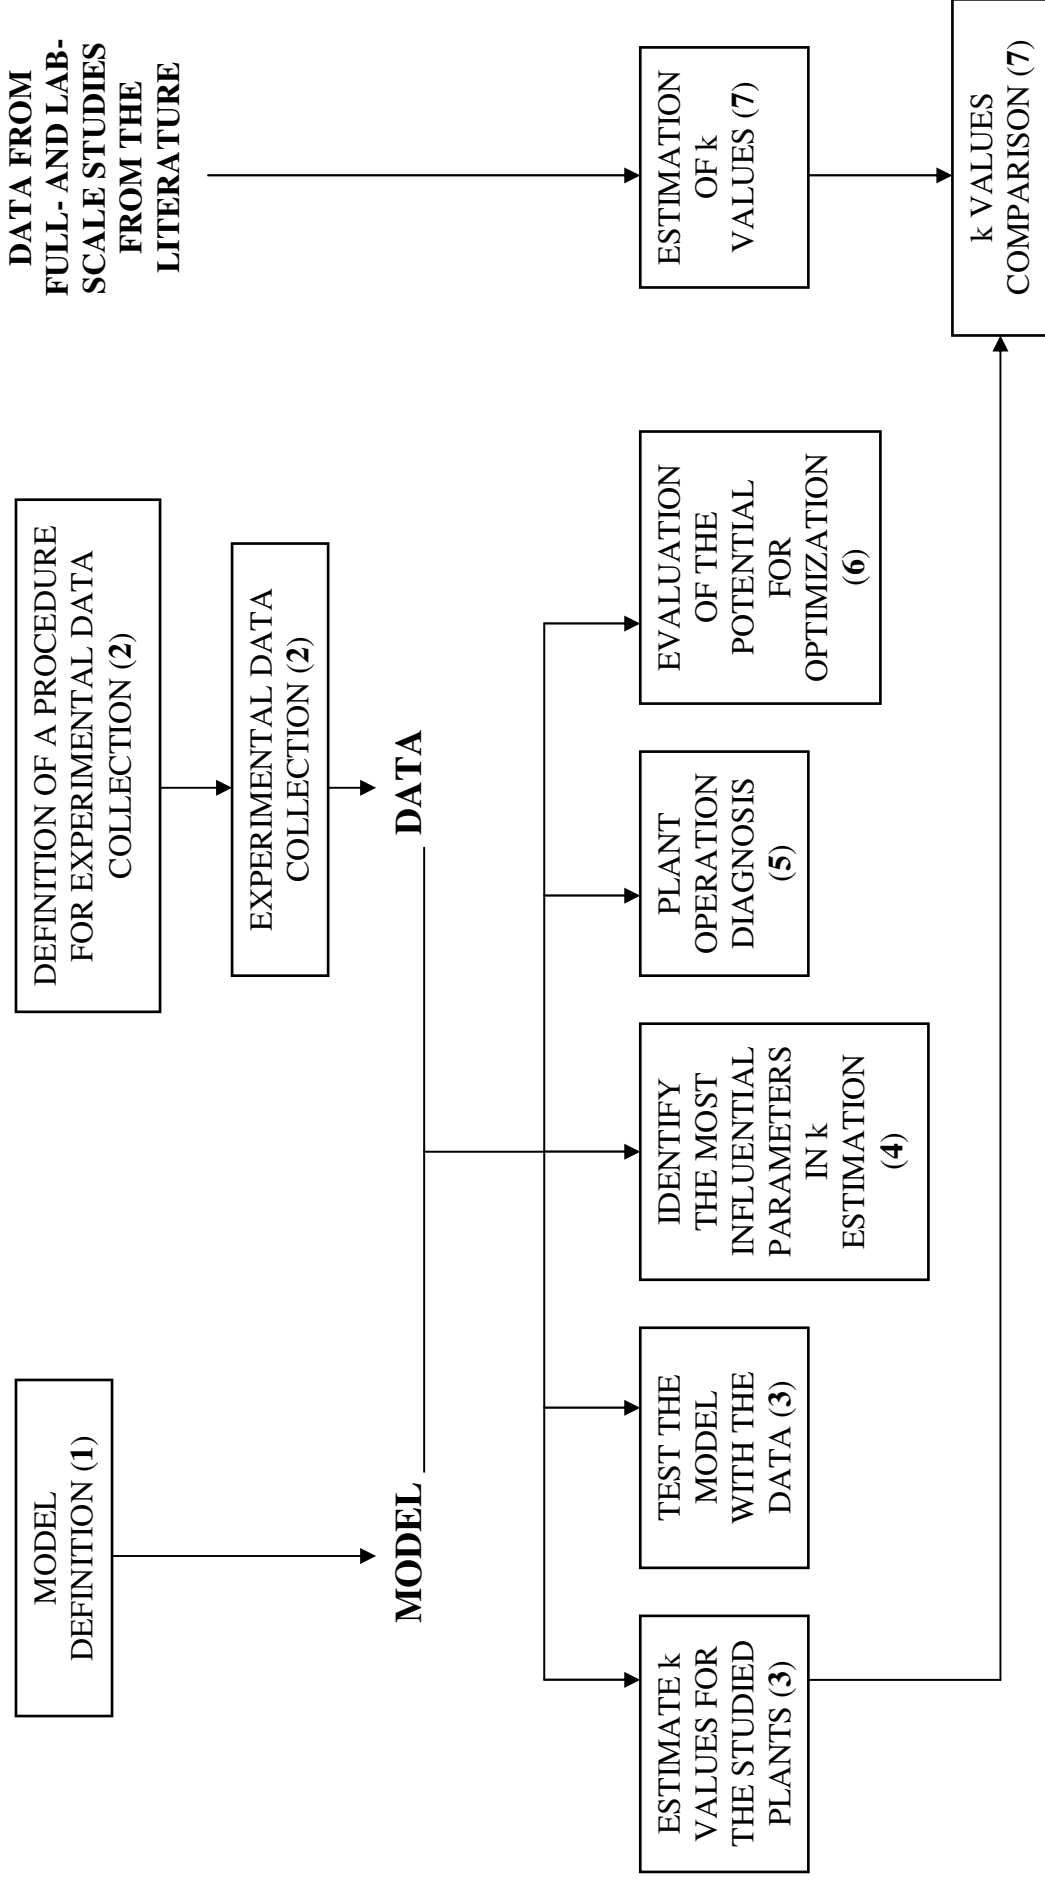 MODEL
DEFINITION (1)
DEFINITION OF A PROCEDURE
FOR EXPERIMENTAL DATA
COLLECTION (2)
EXPERIMENTAL DATA
COLLECTION (2)
DATA FROM
FULL- AND LAB-
SCALE STUDIES
FROM THE
LITERATURE
MODEL
DATA
ESTIMATE k
VALUES FOR
THE STUDIED
PLANTS (3)
TEST THE
MODEL
WITH THE
DATA (3)
IDENTIFY
THE MOST
INFLUENTIAL
PARAMETERS
IN k
ESTIMATION
(4)
PLANT
OPERATION
DIAGNOSIS
(5)
EVALUATION
OF THE
POTENTIAL
FOR
OPTIMIZATION
(6)
ESTIMATION
OF k
VALUES (7)
k VALUES
COMPARISON (7)